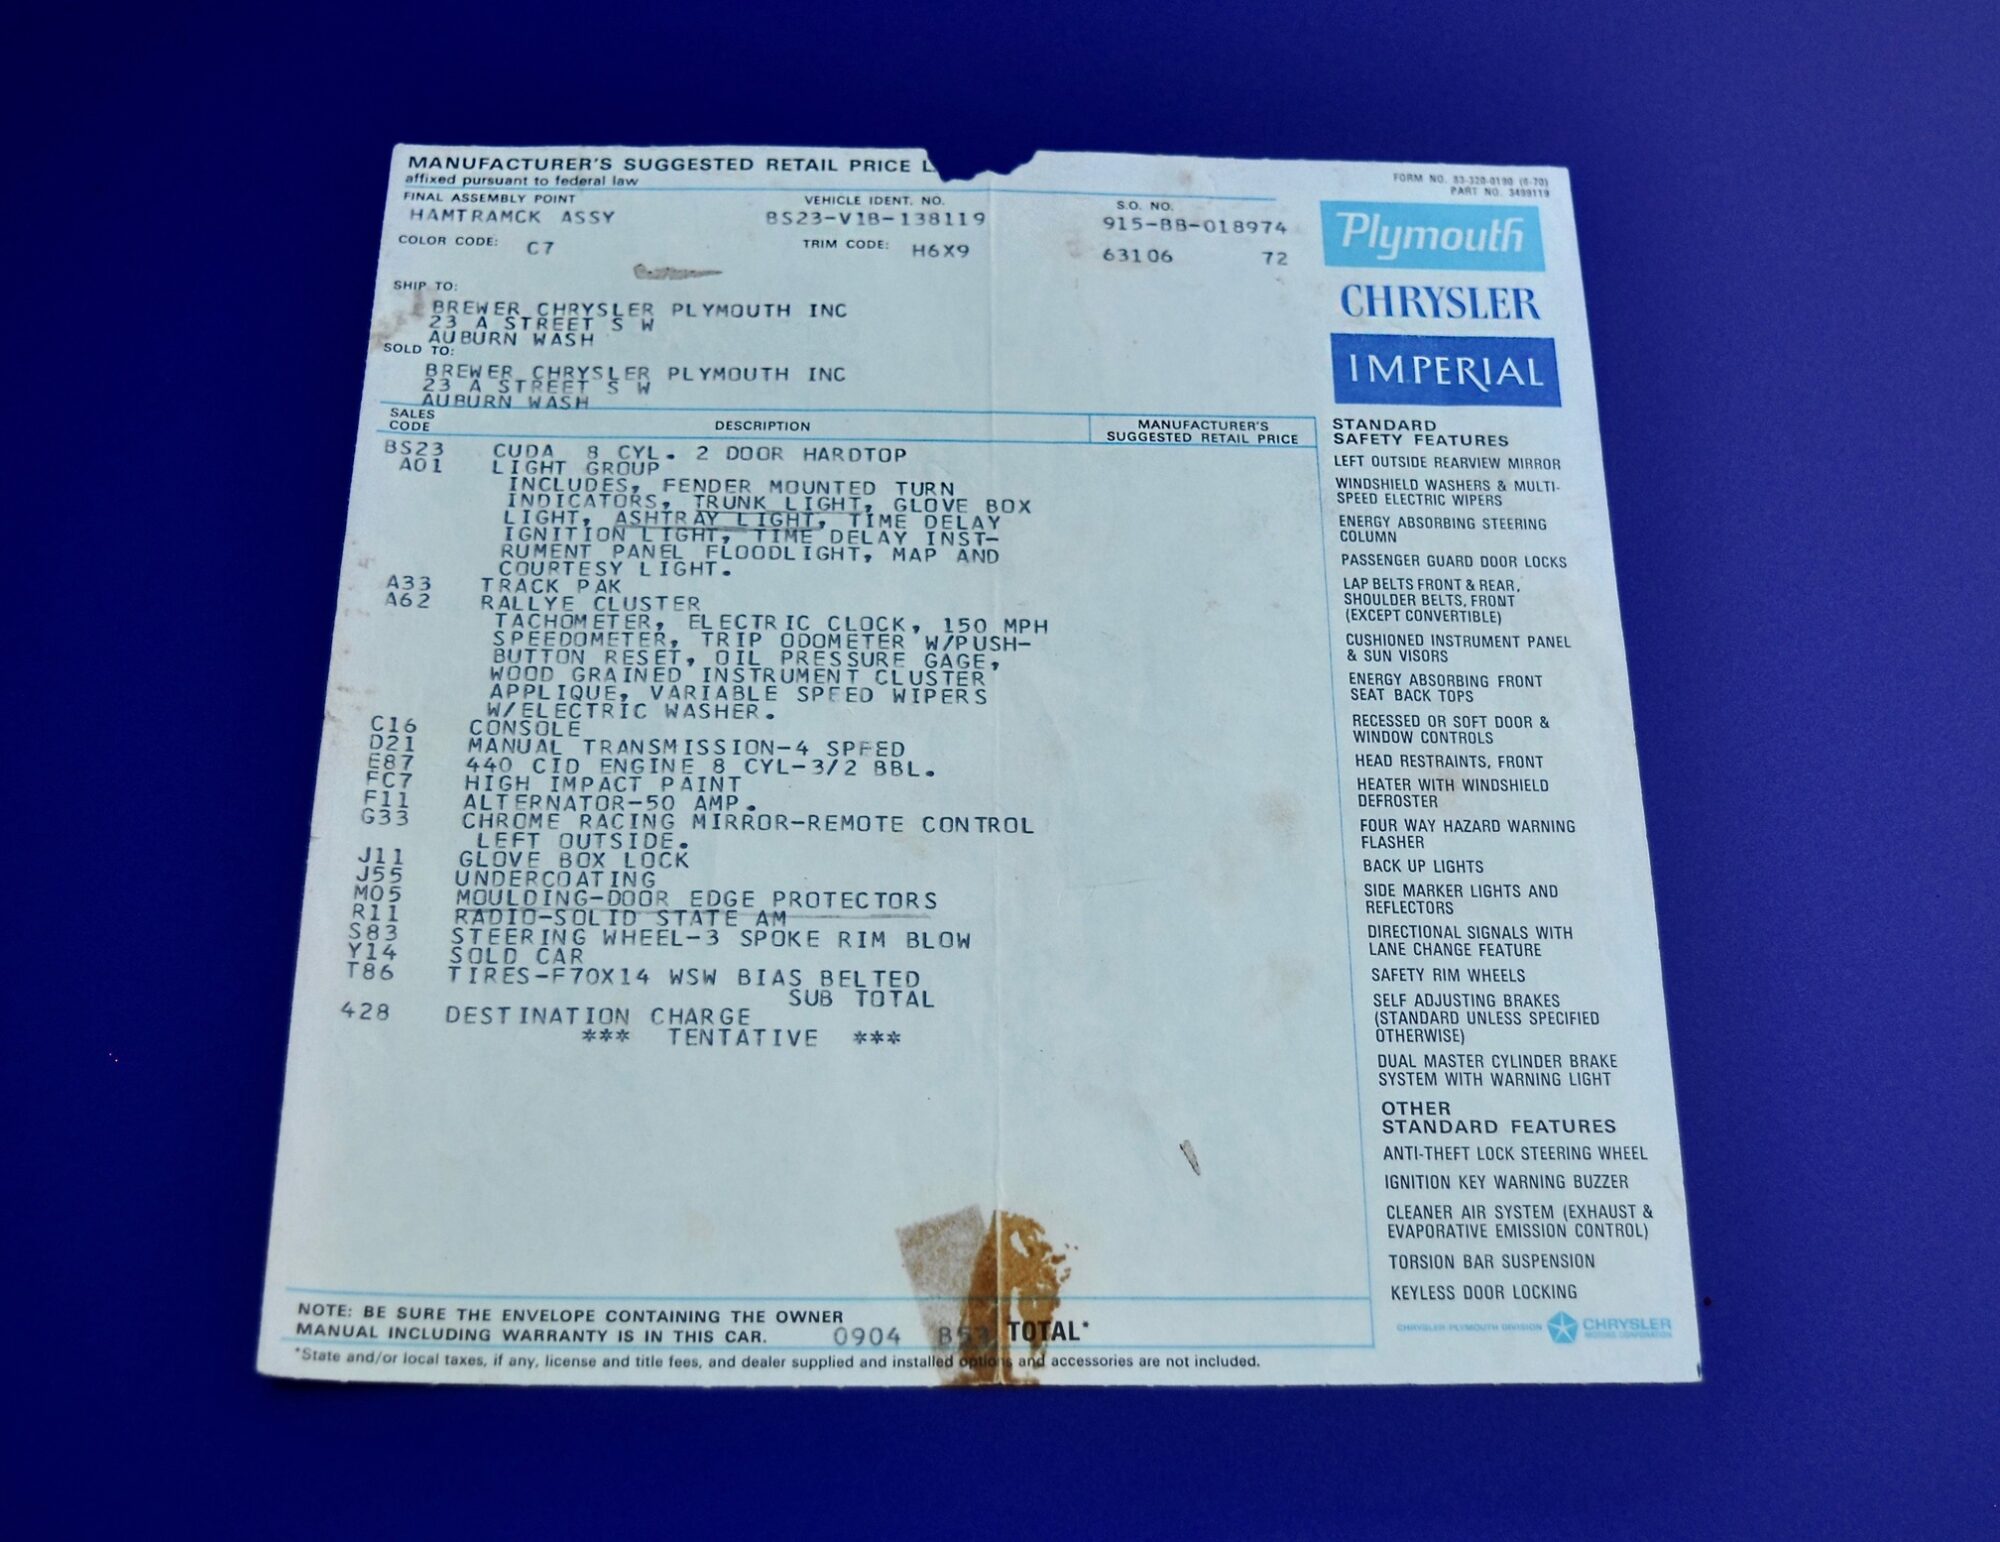 MANUFACTURER'S SUGGESTED RETAIL PRICE
affixed pursuant to federal law
FORM NO. 83-320-0190 (6-70)
PART NO. 3499119
FINAL ASSEMBLY POINT
HAMTRAMCK ASSY
VEHICLE IDENT. NO.
BS23-V1B-138119
S.O. NO.
915-BB-018974
COLOR CODE: C7
TRIM CODE: H6X9
63106 72
SHIP TO:
BREWER CHRYSLER PLYMOUTH INC
23 A STREET S W
AUBURN WASH
SOLD TO:
BREWER CHRYSLER PLYMOUTH INC
23 A STREET S W
AUBURN WASH
SALES CODE
DESCRIPTION
MANUFACTURER'S
SUGGESTED RETAIL PRICE
BS23 CUDA 8 CYL. 2 DOOR HARDTOP
A01 LIGHT GROUP
INCLUDES, FENDER MOUNTED TURN
INDICATORS, TRUNK LIGHT, GLOVE BOX
LIGHT, ASHTRAY LIGHT, TIME DELAY
IGNITION LIGHT, TIME DELAY INST-
RUMENT PANEL FLOODLIGHT, MAP AND
COURTESY LIGHT.
A33 TRACK PAK
A62 RALLYE CLUSTER
TACHOMETER, ELECTRIC CLOCK, 150 MPH
SPEEDOMETER, TRIP ODOMETER W/PUSH-
BUTTON RESET, OIL PRESSURE GAGE,
WOOD GRAINED INSTRUMENT CLUSTER
APPLIQUE, VARIABLE SPEED WIPERS
W/ELECTRIC WASHER.
C16 CONSOLE
D21 MANUAL TRANSMISSION-4 SPEED
E87 440 CID ENGINE 8 CYL-3/2 BBL.
FC7 HIGH IMPACT PAINT
F11 ALTERNATOR-50 AMP.
G33 CHROME RACING MIRROR-REMOTE CONTROL
LEFT OUTSIDE.
J11 GLOVE BOX LOCK
J55 UNDERCOATING
M05 MOULDING-DOOR EDGE PROTECTORS
R11 RADIO-SOLID STATE AM
S83 STEERING WHEEL-3 SPOKE RIM BLOW
Y14 SOLD CAR
T86 TIRES-F70X14 WSW BIAS BELTED
SUB TOTAL
428 DESTINATION CHARGE
*** TENTATIVE ***
NOTE: BE SURE THE ENVELOPE CONTAINING THE OWNER
MANUAL INCLUDING WARRANTY IS IN THIS CAR.
0904
TOTAL*
*State and/or local taxes, if any, license and title fees, and dealer supplied and installed options and accessories are not included.
Plymouth
CHRYSLER
IMPERIAL
STANDARD
SAFETY FEATURES
LEFT OUTSIDE REARVIEW MIRROR
WINDSHIELD WASHERS & MULTI-
SPEED ELECTRIC WIPERS
ENERGY ABSORBING STEERING
COLUMN
PASSENGER GUARD DOOR LOCKS
LAP BELTS FRONT & REAR,
SHOULDER BELTS, FRONT
(EXCEPT CONVERTIBLE)
CUSHIONED INSTRUMENT PANEL
& SUN VISORS
ENERGY ABSORBING FRONT
SEAT BACK TOPS
RECESSED OR SOFT DOOR &
WINDOW CONTROLS
HEAD RESTRAINTS, FRONT
HEATER WITH WINDSHIELD
DEFROSTER
FOUR WAY HAZARD WARNING
FLASHER
BACK UP LIGHTS
SIDE MARKER LIGHTS AND
REFLECTORS
DIRECTIONAL SIGNALS WITH
LANE CHANGE FEATURE
SAFETY RIM WHEELS
SELF ADJUSTING BRAKES
(STANDARD UNLESS SPECIFIED
OTHERWISE)
DUAL MASTER CYLINDER BRAKE
SYSTEM WITH WARNING LIGHT
OTHER
STANDARD FEATURES
ANTI-THEFT LOCK STEERING WHEEL
IGNITION KEY WARNING BUZZER
CLEANER AIR SYSTEM (EXHAUST &
EVAPORATIVE EMISSION CONTROL)
TORSION BAR SUSPENSION
KEYLESS DOOR LOCKING
CHRYSLER-PLYMOUTH DIVISION
CHRYSLER
MOTORS CORPORATION